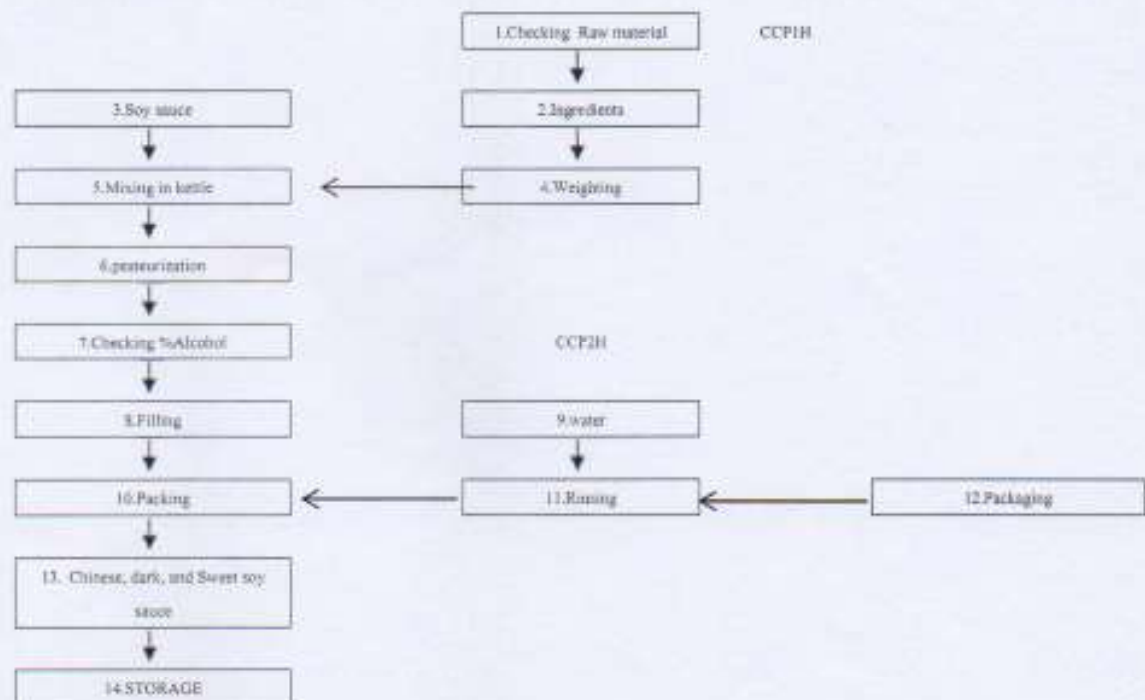 1.Checking Raw material CCP1H
3.Soy sauce 2.Ingredients
5.Mixing in kettle 4.Weighting
6.pasteurization
7.Checking %Alcohol CCP2H
8.Filling 9.water
10.Packing 11.Rinsing 12.Packaging
13. Chinese, dark, and Sweet soy
sauce
14.STORAGE